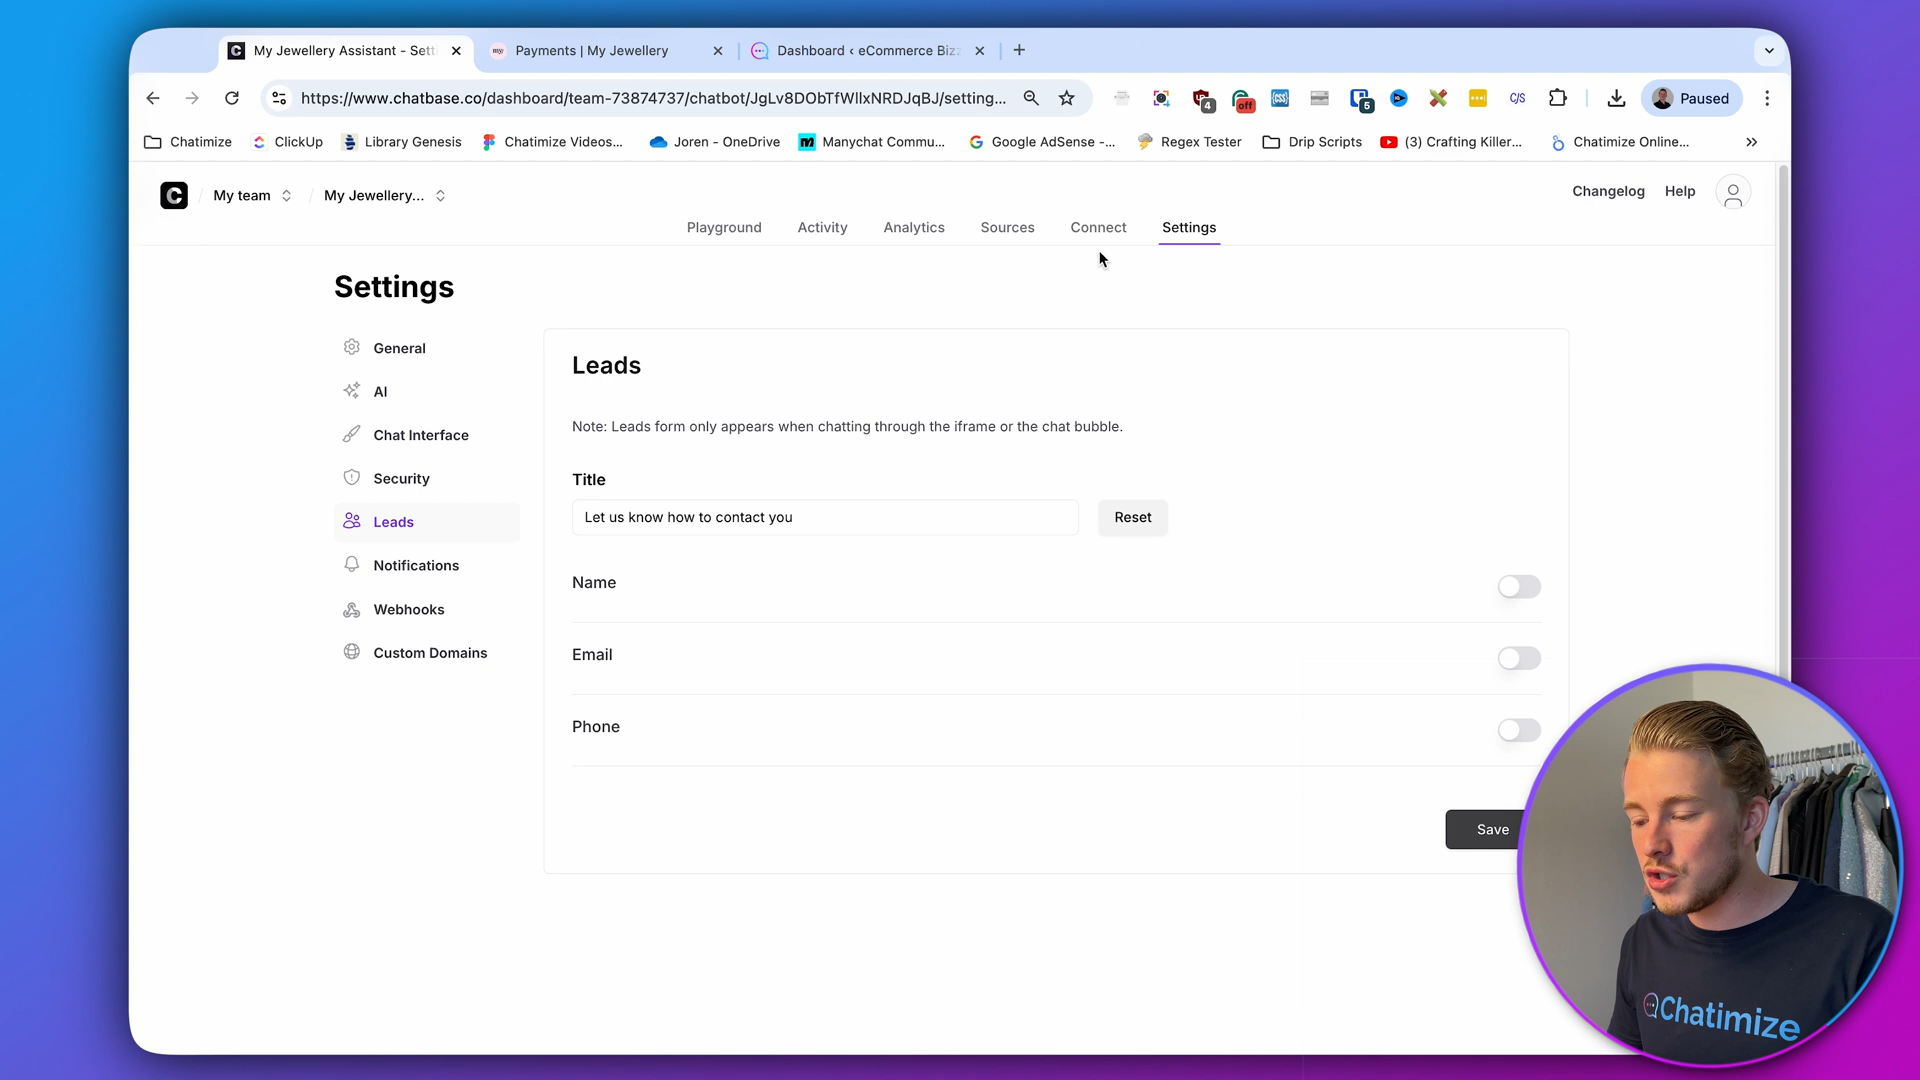 My Jewellery Assistant - Sett
Payments | My Jewellery
Dashboard ‹ eCommerce Biz
https://www.chatbase.co/dashboard/team-73874737/chatbot/JgLv8DObTfWllxNRDJqBJ/setting...
4
off
5
Paused
Chatimize
ClickUp
Library Genesis
Chatimize Videos...
Joren - OneDrive
Manychat Commu...
Google AdSense -...
Regex Tester
Drip Scripts
(3) Crafting Killer...
Chatimize Online...
»
My team
My Jewellery...
Changelog
Help
Playground
Activity
Analytics
Sources
Connect
Settings
Settings
General
AI
Chat Interface
Security
Leads
Notifications
Webhooks
Custom Domains
Leads
Note: Leads form only appears when chatting through the iframe or the chat bubble.
Title
Let us know how to contact you
Reset
Name
Email
Phone
Save
Chatimize